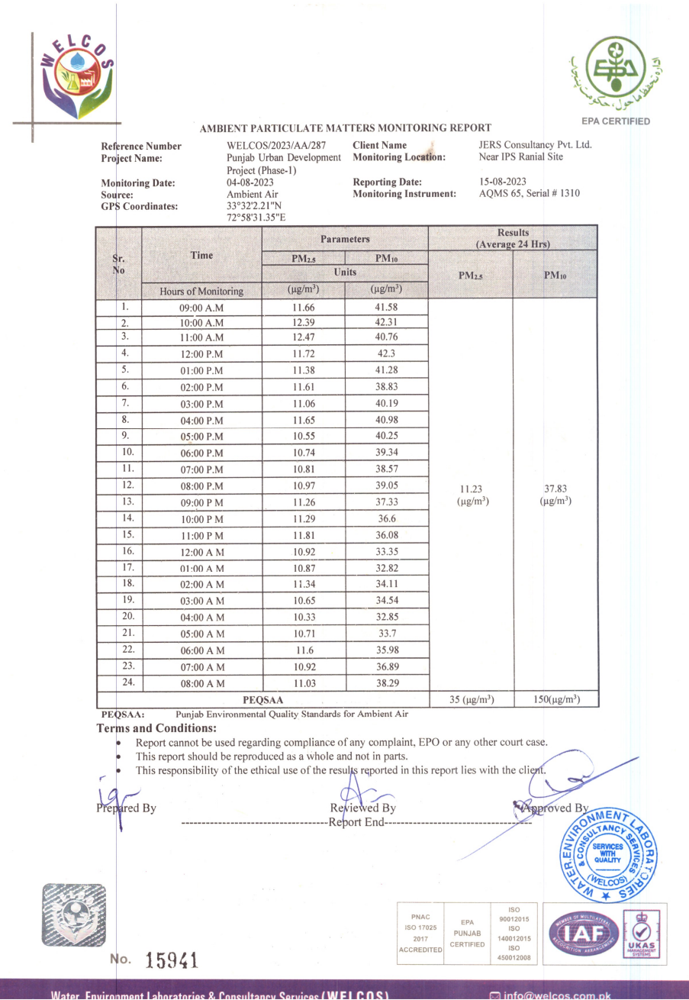 WELCOS
EPA
ادارہ تحفظ ماحول، حکومت پنجاب
EPA CERTIFIED
AMBIENT PARTICULATE MATTERS MONITORING REPORT
Reference Number WELCOS/2023/AA/287 Client Name JERS Consultancy Pvt. Ltd.
Project Name: Punjab Urban Development Monitoring Location: Near IPS Ranial Site
Project (Phase-1)
Monitoring Date: 04-08-2023 Reporting Date: 15-08-2023
Source: Ambient Air Monitoring Instrument: AQMS 65, Serial # 1310
GPS Coordinates: 33°32'2.21"N
72°58'31.35"E
Sr. No Time Parameters Results (Average 24 Hrs)
PM2.5 PM10 PM2.5 PM10
Units
Hours of Monitoring (µg/m³) (µg/m³)
1. 09:00 A.M 11.66 41.58
2. 10:00 A.M 12.39 42.31
3. 11:00 A.M 12.47 40.76
4. 12:00 P.M 11.72 42.3
5. 01:00 P.M 11.38 41.28
6. 02:00 P.M 11.61 38.83
7. 03:00 P.M 11.06 40.19
8. 04:00 P.M 11.65 40.98
9. 05:00 P.M 10.55 40.25
10. 06:00 P.M 10.74 39.34
11. 07:00 P.M 10.81 38.57
12. 08:00 P.M 10.97 39.05 11.23 37.83
13. 09:00 P M 11.26 37.33 (µg/m³) (µg/m³)
14. 10:00 P M 11.29 36.6
15. 11:00 P M 11.81 36.08
16. 12:00 A M 10.92 33.35
17. 01:00 A M 10.87 32.82
18. 02:00 A M 11.34 34.11
19. 03:00 A M 10.65 34.54
20. 04:00 A M 10.33 32.85
21. 05:00 A M 10.71 33.7
22. 06:00 A M 11.6 35.98
23. 07:00 A M 10.92 36.89
24. 08:00 A M 11.03 38.29
PEQSAA 35 (µg/m³) 150(µg/m³)
PEQSAA: Punjab Environmental Quality Standards for Ambient Air
Terms and Conditions:
• Report cannot be used regarding compliance of any complaint, EPO or any other court case.
• This report should be reproduced as a whole and not in parts.
• This responsibility of the ethical use of the results reported in this report lies with the client.
Prepared By Reviewed By Approved By
--------------------------------Report End--------------------------------
WATER, ENVIRONMENT LABORATORIES
& CONSULTANCY SERVICES
SERVICES
WITH
QUALITY
(WELCOS)
PNAC
ISO 17025
2017
ACCREDITED
EPA
PUNJAB
CERTIFIED
ISO
90012015
ISO
140012015
ISO
450012008
MEMBER OF MULTILATERAL
IAF
RECOGNITION ARRANGEMENT
UKAS
MANAGEMENT
SYSTEMS
No. 15941
Water, Environment Laboratories & Consultancy Services (WELCOS) info@welcos.com.pk